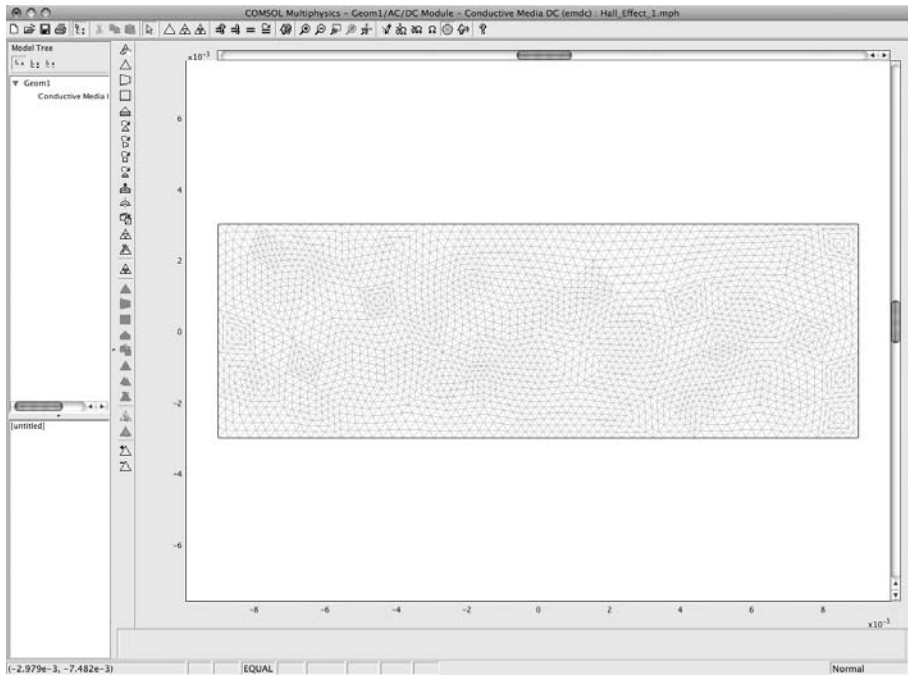 COMSOL Multiphysics – Geom1/AC/DC Module – Conductive Media DC (emdc) : Hall_Effect_1.mph
Model Tree
Geom1
Conductive Media
[untitled]
×10⁻³
6
4
2
0
-2
-4
-6
-8 -6 -4 -2 0 2 4 6 8
×10⁻³
(-2.979e-3, -7.482e-3) EQUAL Normal